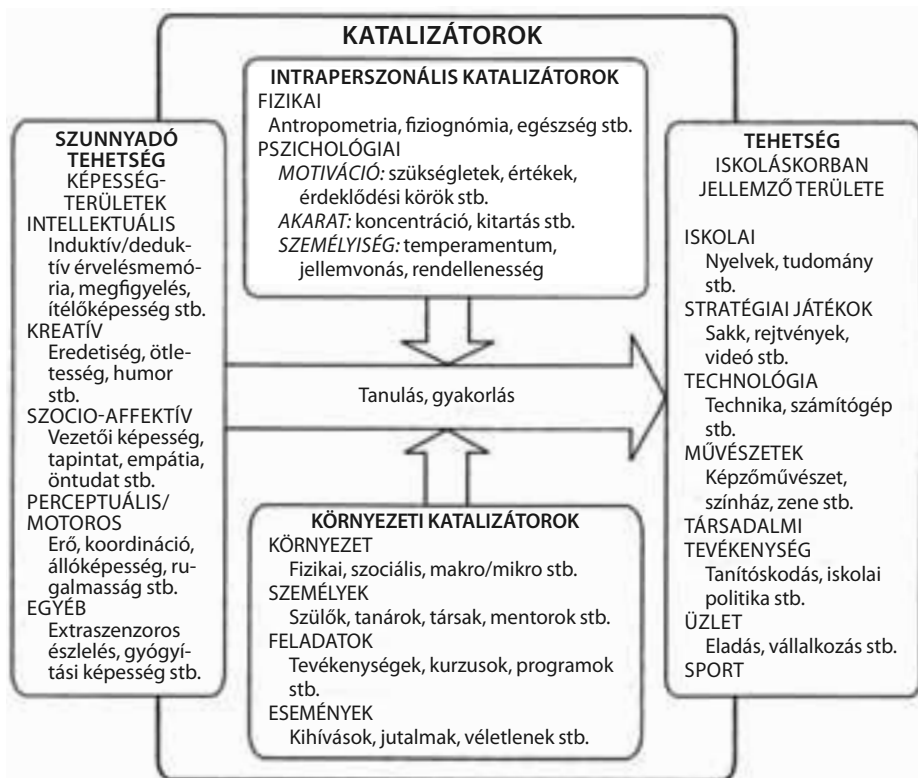 KATALIZÁTOROK
INTRAPERSZONÁLIS KATALIZÁTOROK
FIZIKAI
Antropometria, fiziognómia, egészség stb.
PSZICHOLÓGIAI
MOTIVÁCIÓ: szükségletek, értékek,
érdeklődési körök stb.
AKARAT: koncentráció, kitartás stb.
SZEMÉLYISÉG: temperamentum,
jellemvonás, rendellenesség
SZUNNYADÓ
TEHETSÉG
KÉPESSÉG-
TERÜLETEK
INTELLEKTUÁLIS
Induktív/deduk-
tív érvelésmemó-
ria, megfigyelés,
ítélőképesség stb.
KREATÍV
Eredetiség, ötle-
tesség, humor
stb.
SZOCIO-AFFEKTÍV
Vezetői képesség,
tapintat, empátia,
öntudat stb.
PERCEPTUÁLIS/
MOTOROS
Erő, koordináció,
állóképesség, ru-
galmasság stb.
EGYÉB
Extraszenzoros
észlelés, gyógyí-
tási képesség stb.
Tanulás, gyakorlás
KÖRNYEZETI KATALIZÁTOROK
KÖRNYEZET
Fizikai, szociális, makro/mikro stb.
SZEMÉLYEK
Szülők, tanárok, társak, mentorok stb.
FELADATOK
Tevékenységek, kurzusok, programok
stb.
ESEMÉNYEK
Kihívások, jutalmak, véletlenek stb.
TEHETSÉG
ISKOLÁSKORBAN
JELLEMZŐ TERÜLETE
ISKOLAI
Nyelvek, tudomány
stb.
STRATÉGIAI JÁTÉKOK
Sakk, rejtvények,
videó stb.
TECHNOLÓGIA
Technika, számítógép
stb.
MŰVÉSZETEK
Képzőművészet,
színház, zene stb.
TÁRSADALMI
TEVÉKENYSÉG
Tanítóskodás, iskolai
politika stb.
ÜZLET
Eladás, vállalkozás stb.
SPORT